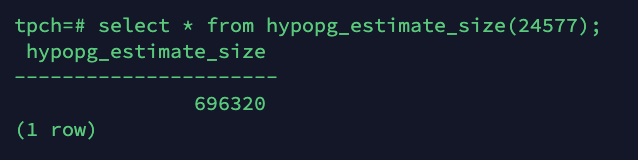 tpch=# select * from hypopg_estimate_size(24577);
 hypopg_estimate_size
----------------------
               696320
(1 row)